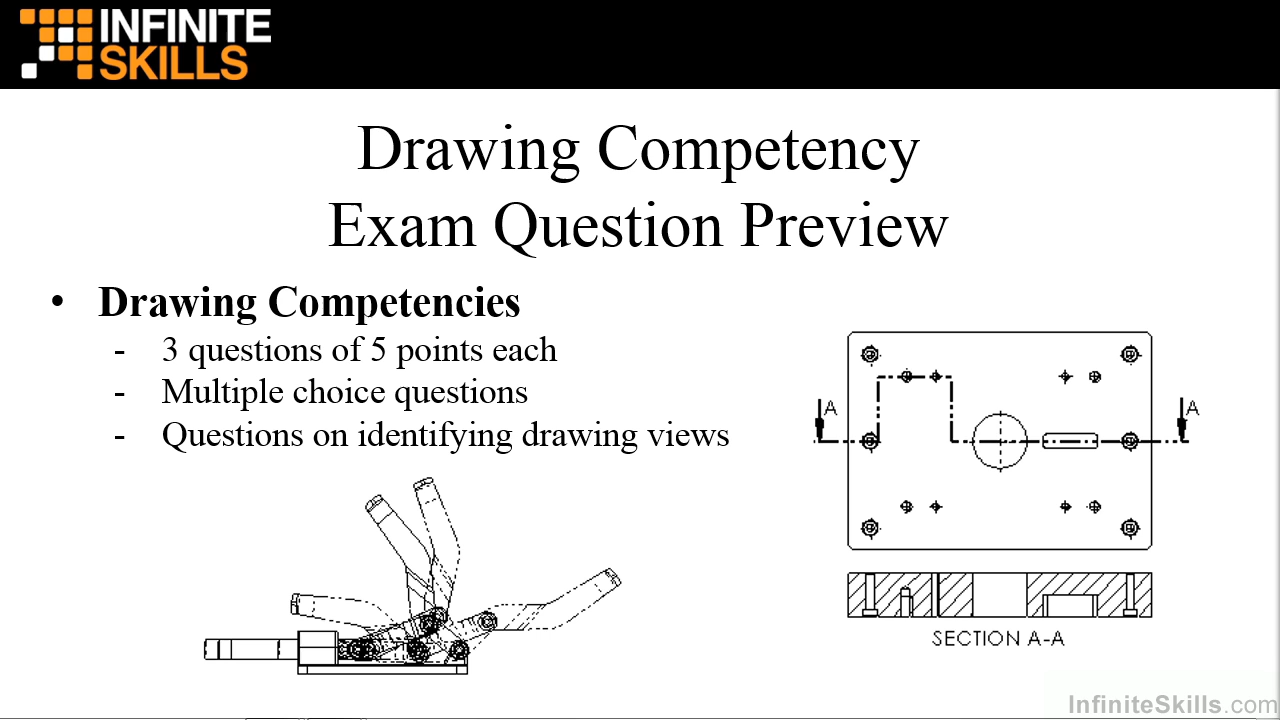 INFINITE
SKILLS
Drawing Competency
Exam Question Preview
• Drawing Competencies
- 3 questions of 5 points each
- Multiple choice questions
- Questions on identifying drawing views
A A
SECTION A-A
InfiniteSkills.com